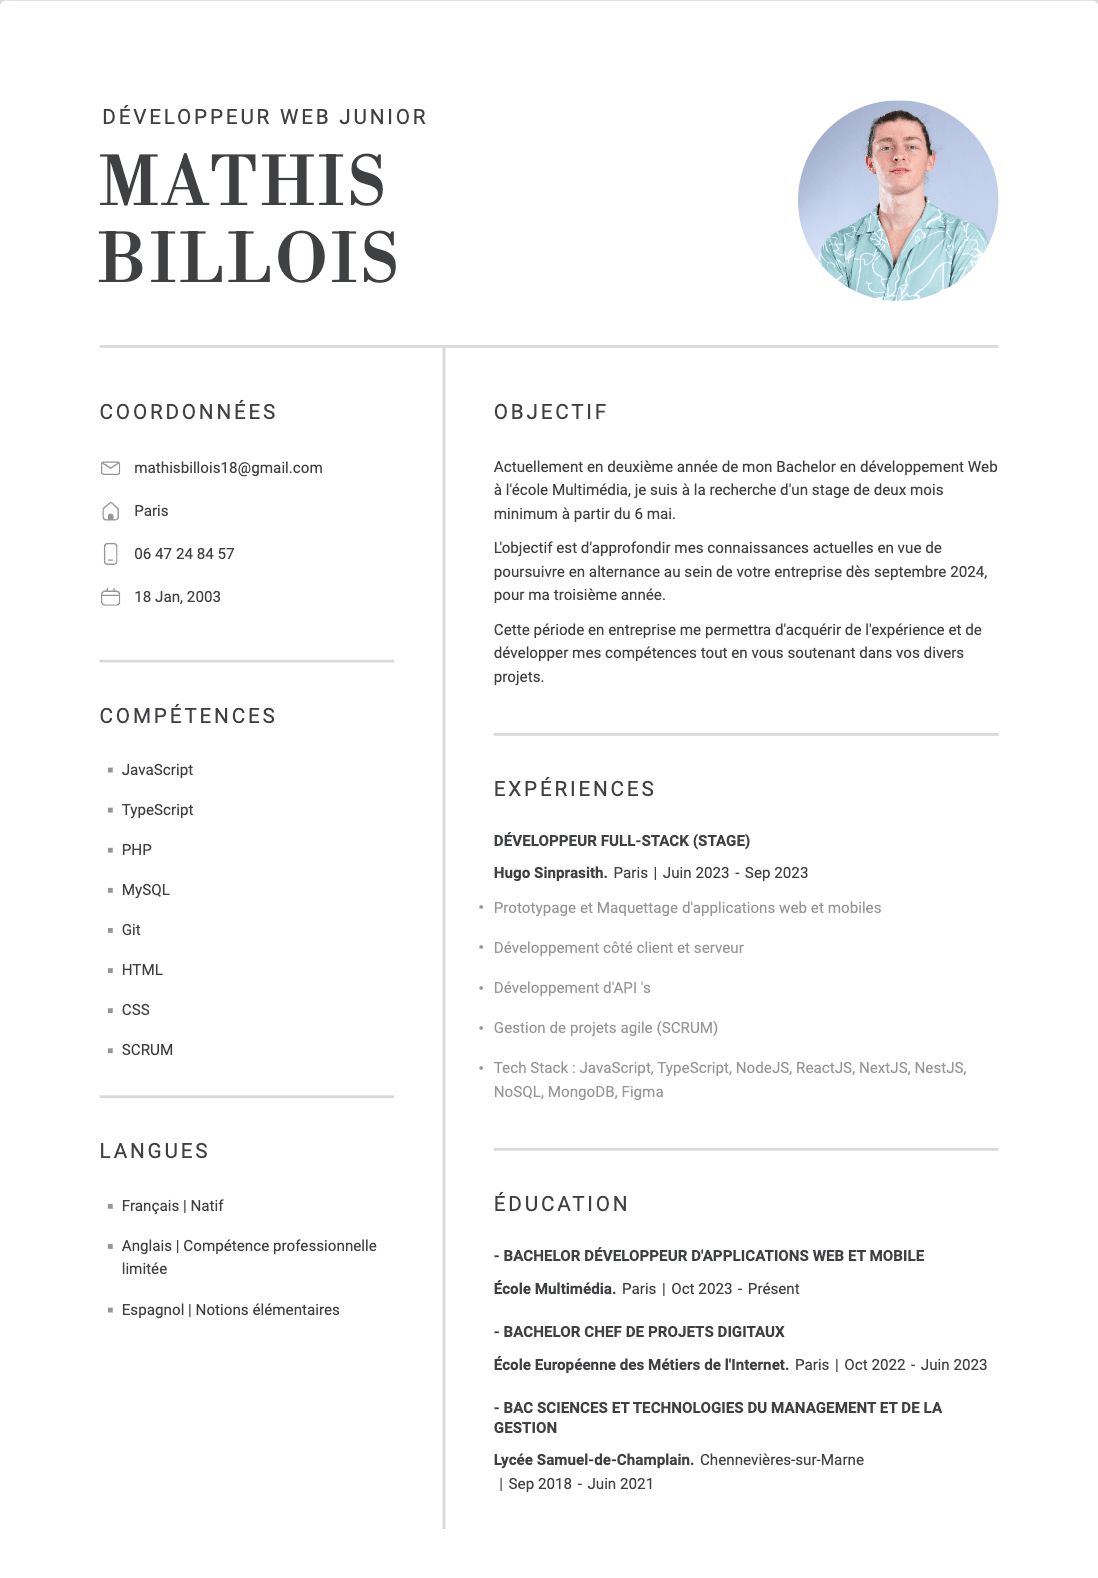 DÉVELOPPEUR WEB JUNIOR
MATHIS
BILLOIS
COORDONNÉES
mathisbillois18@gmail.com
Paris
06 47 24 84 57
18 Jan, 2003
COMPÉTENCES
JavaScript
TypeScript
PHP
MySQL
Git
HTML
CSS
SCRUM
LANGUES
Français | Natif
Anglais | Compétence professionnelle
limitée
Espagnol | Notions élémentaires
OBJECTIF
Actuellement en deuxième année de mon Bachelor en développement Web
à l'école Multimédia, je suis à la recherche d'un stage de deux mois
minimum à partir du 6 mai.
L'objectif est d'approfondir mes connaissances actuelles en vue de
poursuivre en alternance au sein de votre entreprise dès septembre 2024,
pour ma troisième année.
Cette période en entreprise me permettra d'acquérir de l'expérience et de
développer mes compétences tout en vous soutenant dans vos divers
projets.
EXPÉRIENCES
DÉVELOPPEUR FULL-STACK (STAGE)
Hugo Sinprasith. Paris | Juin 2023 - Sep 2023
• Prototypage et Maquettage d'applications web et mobiles
• Développement côté client et serveur
• Développement d'API 's
• Gestion de projets agile (SCRUM)
• Tech Stack : JavaScript, TypeScript, NodeJS, ReactJS, NextJS, NestJS,
NoSQL, MongoDB, Figma
ÉDUCATION
- BACHELOR DÉVELOPPEUR D'APPLICATIONS WEB ET MOBILE
École Multimédia. Paris | Oct 2023 - Présent
- BACHELOR CHEF DE PROJETS DIGITAUX
École Européenne des Métiers de l'Internet. Paris | Oct 2022 - Juin 2023
- BAC SCIENCES ET TECHNOLOGIES DU MANAGEMENT ET DE LA
GESTION
Lycée Samuel-de-Champlain. Chennevières-sur-Marne
| Sep 2018 - Juin 2021